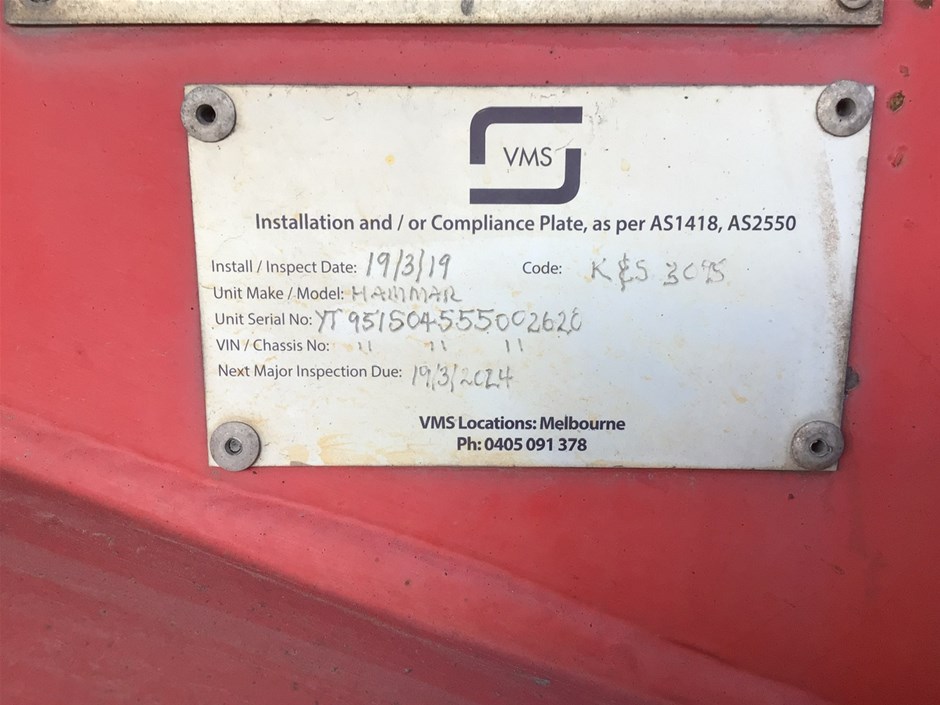 VMS
Installation and / or Compliance Plate, as per AS1418, AS2550
Install / Inspect Date: 19/3/19 Code: K&S 3095
Unit Make / Model: HAMMAR
Unit Serial No: YT951504555002620
VIN / Chassis No: " " "
Next Major Inspection Due: 19/3/2024
VMS Locations: Melbourne
Ph: 0405 091 378